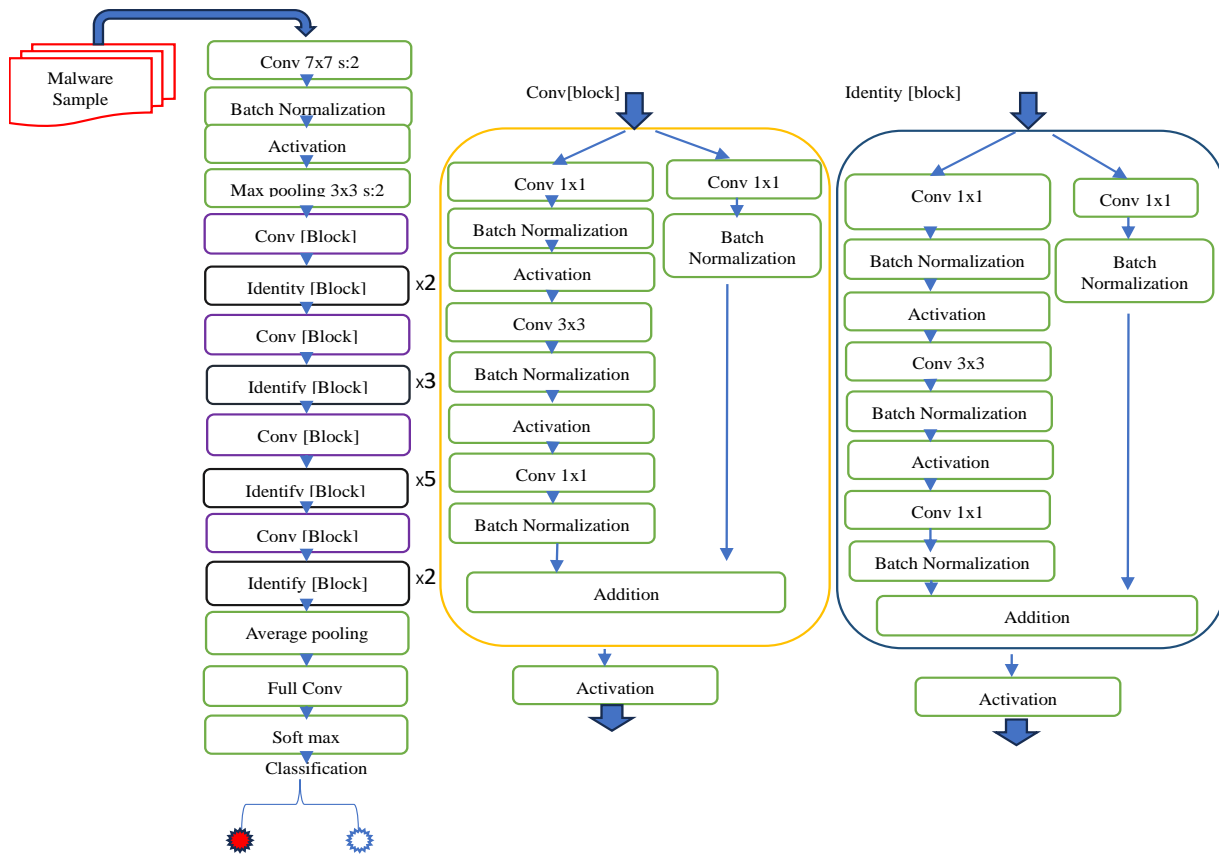 Malware
Sample
Conv 7x7 s:2
Batch Normalization
Activation
Max pooling 3x3 s:2
Conv [Block]
Identity [Block]
x2
Conv [Block]
Identify [Block]
x3
Conv [Block]
Identify [Block]
x5
Conv [Block]
Identify [Block]
x2
Average pooling
Full Conv
Soft max
Classification
Conv[block]
Conv 1x1
Batch Normalization
Activation
Conv 3x3
Batch Normalization
Activation
Conv 1x1
Batch Normalization
Conv 1x1
Batch
Normalization
Addition
Activation
Identity [block]
Conv 1x1
Batch Normalization
Activation
Conv 3x3
Batch Normalization
Activation
Conv 1x1
Batch Normalization
Conv 1x1
Batch
Normalization
Addition
Activation